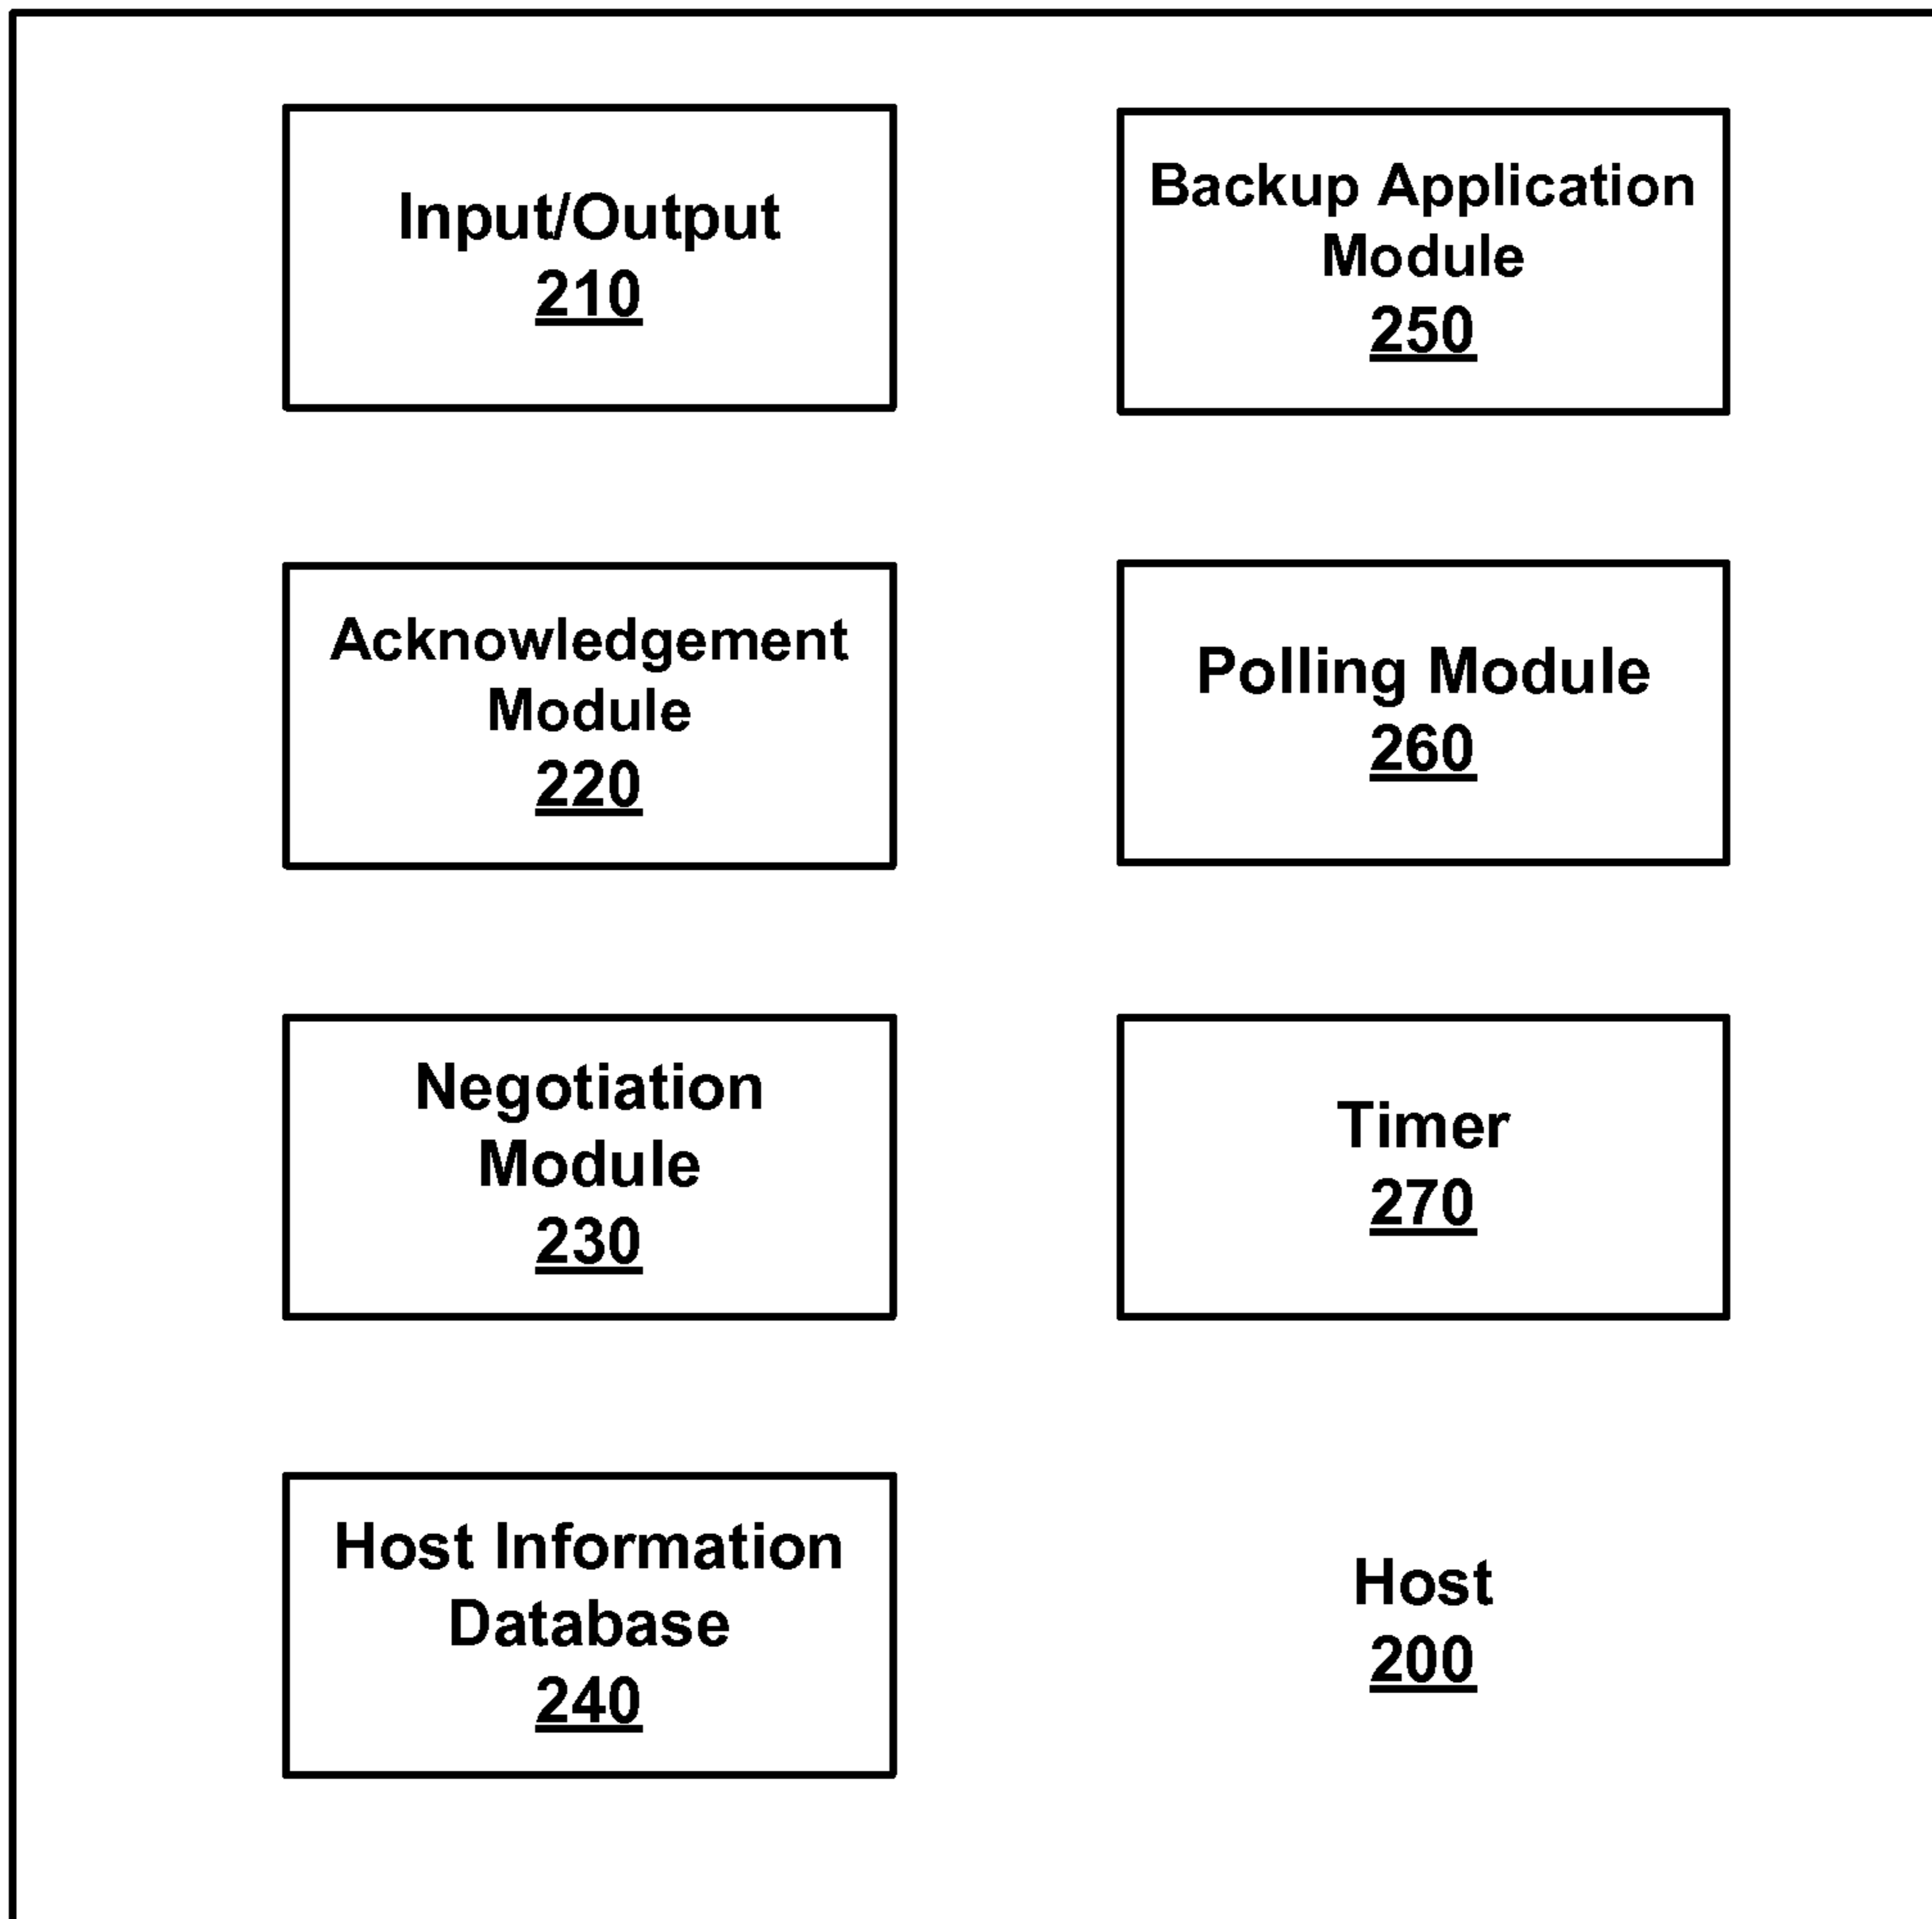 Input/Output
210
Backup Application
Module
250
Acknowledgement
Module
220
Polling Module
260
Negotiation
Module
230
Timer
270
Host Information
Database
240
Host
200